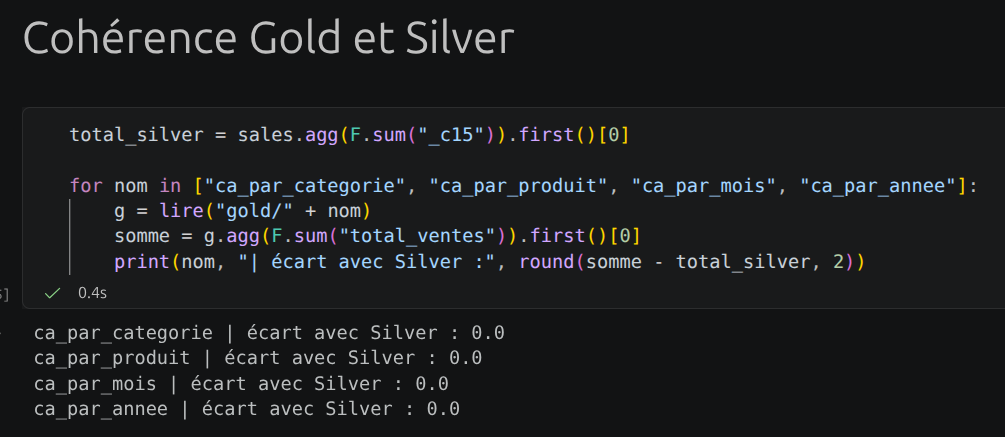 Cohérence Gold et Silver
total_silver = sales.agg(F.sum("_c15")).first()[0]
for nom in ["ca_par_categorie", "ca_par_produit", "ca_par_mois", "ca_par_annee"]:
    g = lire("gold/" + nom)
    somme = g.agg(F.sum("total_ventes")).first()[0]
    print(nom, "| écart avec Silver :", round(somme - total_silver, 2))
0.4s
ca_par_categorie | écart avec Silver : 0.0
ca_par_produit | écart avec Silver : 0.0
ca_par_mois | écart avec Silver : 0.0
ca_par_annee | écart avec Silver : 0.0